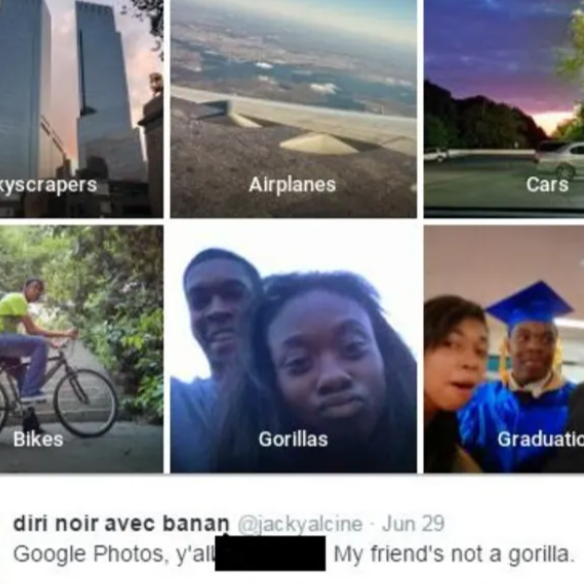 kyscrapers
Airplanes
Cars
Bikes
Gorillas
Graduatio
diri noir avec banan @jackyalcine · Jun 29
Google Photos, y'all My friend's not a gorilla.